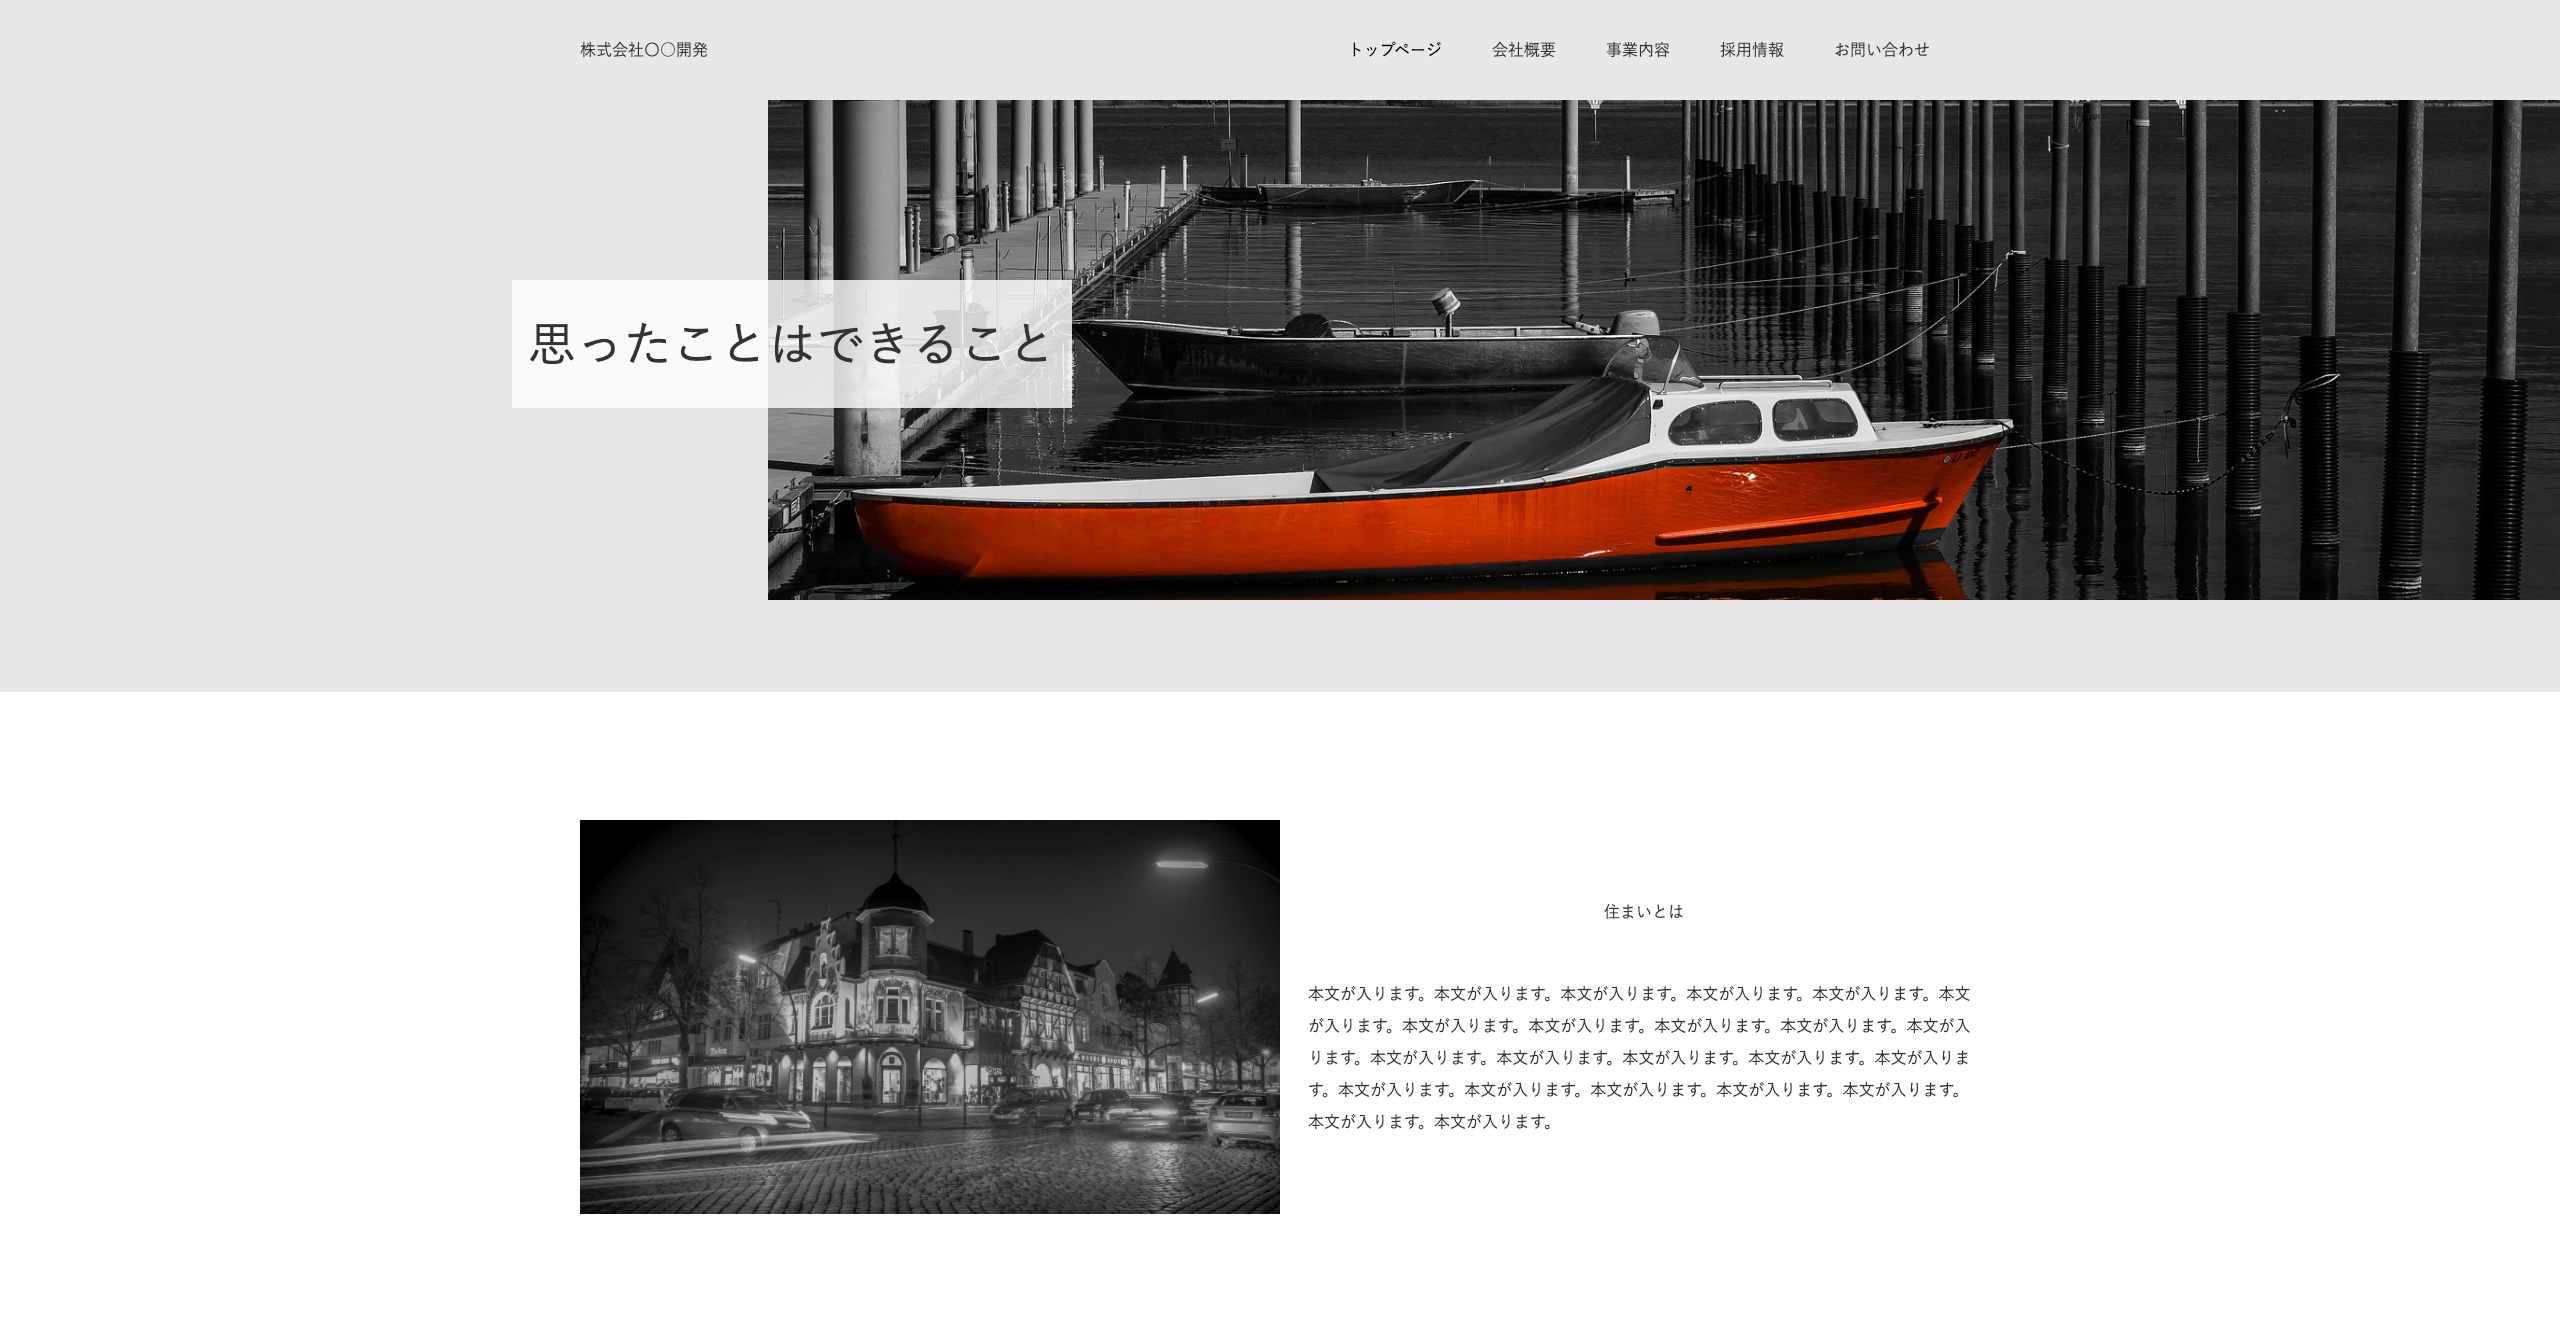 株式会社〇○開発
トップページ 会社概要 事業内容 採用情報 お問い合わせ
思ったことはできること
住まいとは
本文が入ります。本文が入ります。本文が入ります。本文が入ります。本文が入ります。本文
が入ります。本文が入ります。本文が入ります。本文が入ります。本文が入ります。本文が入
ります。本文が入ります。本文が入ります。本文が入ります。本文が入ります。本文が入りま
す。本文が入ります。本文が入ります。本文が入ります。本文が入ります。本文が入ります。
本文が入ります。本文が入ります。